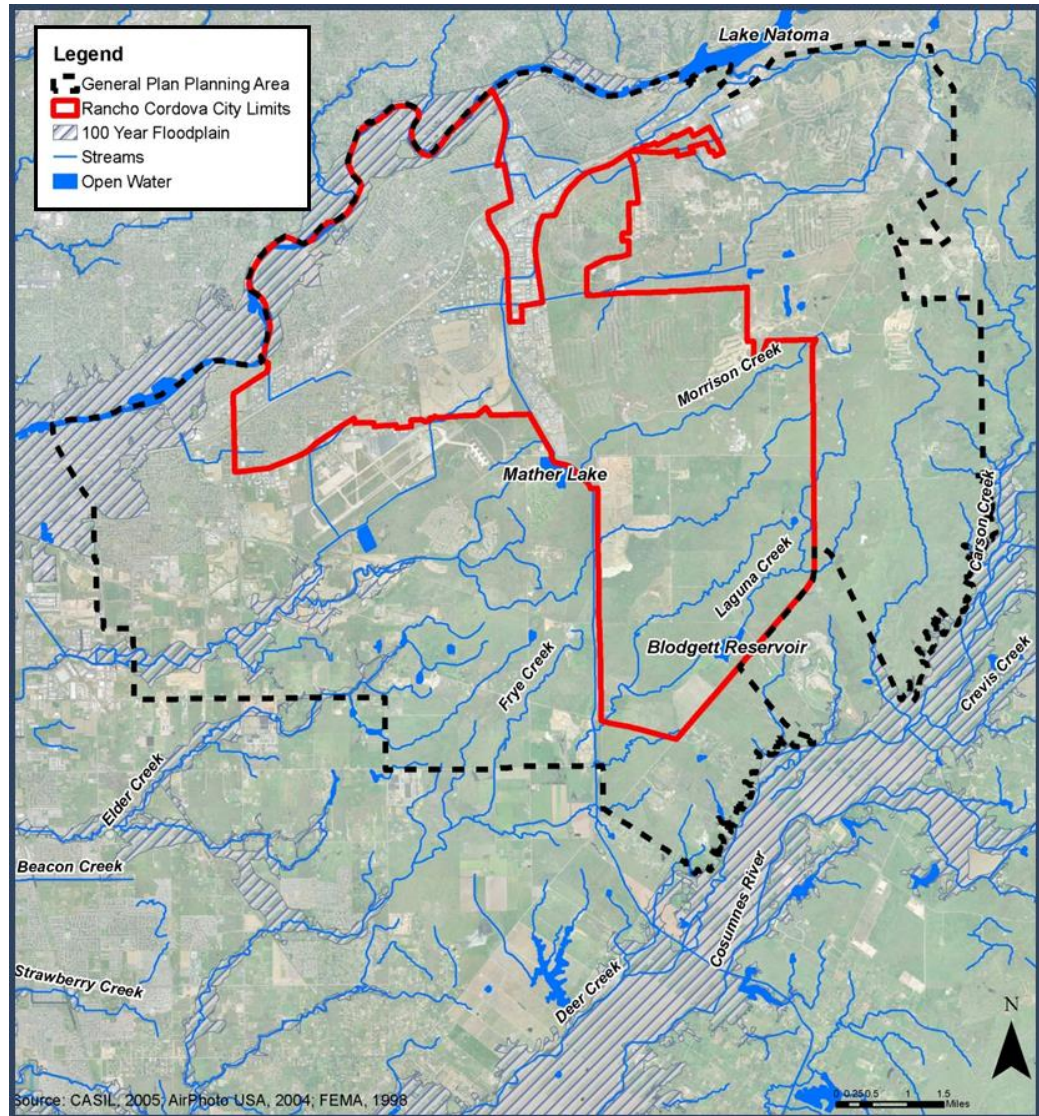 Legend
General Plan Planning Area
Rancho Cordova City Limits
100 Year Floodplain
Streams
Open Water
Lake Natoma
Morrison Creek
Mather Lake
Carson Creek
Laguna Creek
Blodgett Reservoir
Frye Creek
Crevis Creek
Elder Creek
Beacon Creek
Cosumnes River
Strawberry Creek
Deer Creek
N
Source: CASIL, 2005; AirPhoto USA, 2004; FEMA, 1998
0 0.25 0.5 1 1.5
Miles